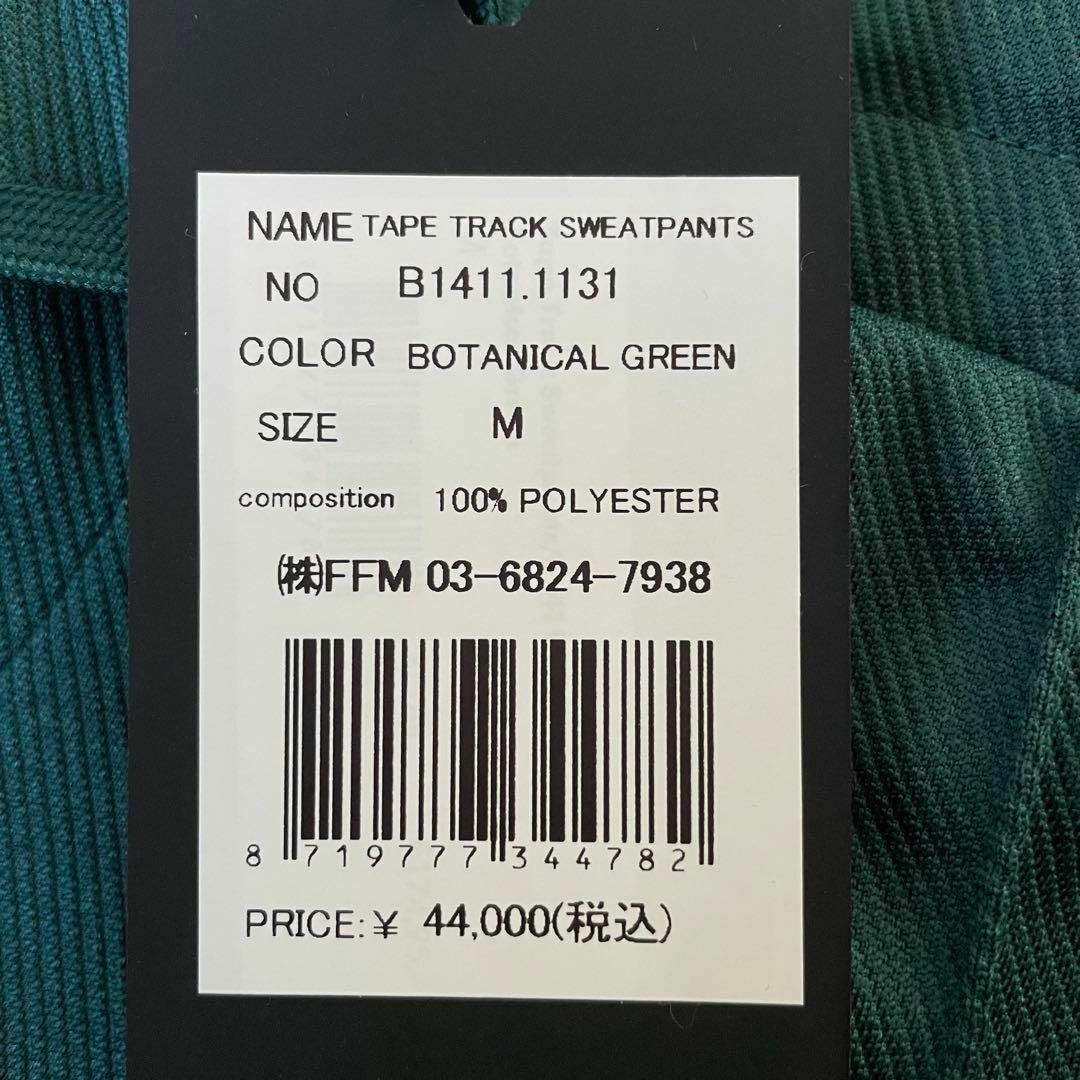 NAME TAPE TRACK SWEATPANTS
NO B1411.1131
COLOR BOTANICAL GREEN
SIZE M
composition 100% POLYESTER
㈱FFM 03-6824-7938
8 719777 344782
PRICE:¥ 44,000(税込)